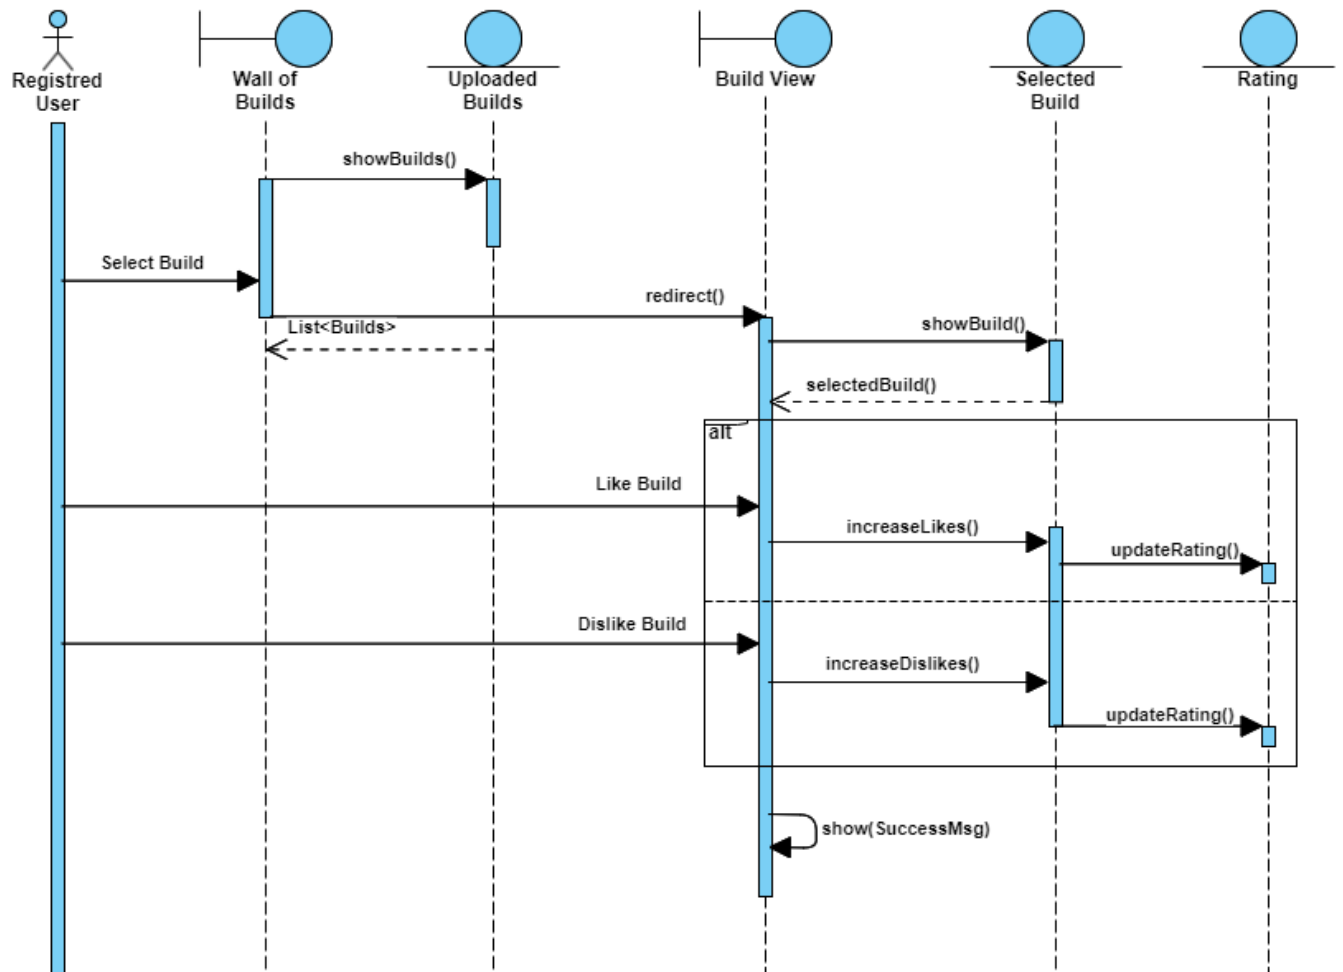 Registred
User
Wall of
Builds
Uploaded
Builds
Build View
Selected
Build
Rating
showBuilds()
Select Build
redirect()
List<Builds>
showBuild()
selectedBuild()
alt
Like Build
increaseLikes()
updateRating()
Dislike Build
increaseDislikes()
updateRating()
show(SuccessMsg)